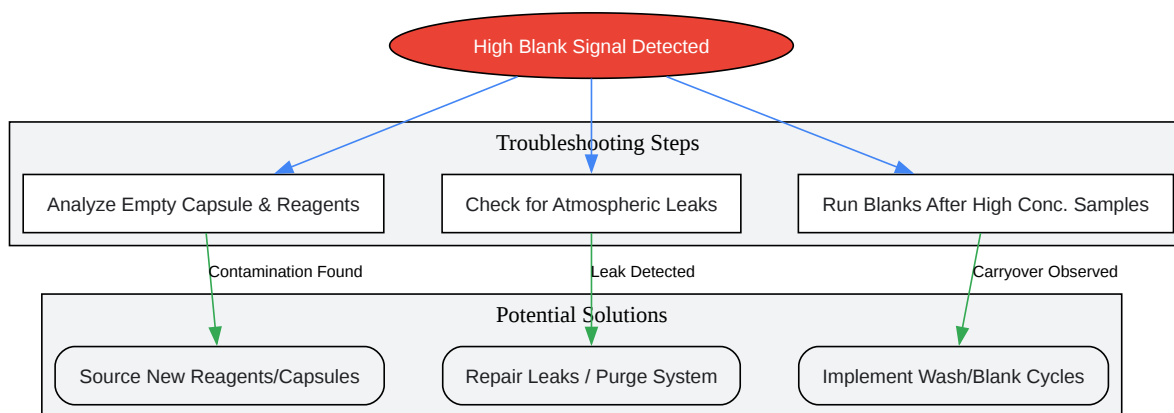 High Blank Signal Detected
Troubleshooting Steps
Analyze Empty Capsule & Reagents
Check for Atmospheric Leaks
Run Blanks After High Conc. Samples
Contamination Found
Leak Detected
Carryover Observed
Potential Solutions
Source New Reagents/Capsules
Repair Leaks / Purge System
Implement Wash/Blank Cycles